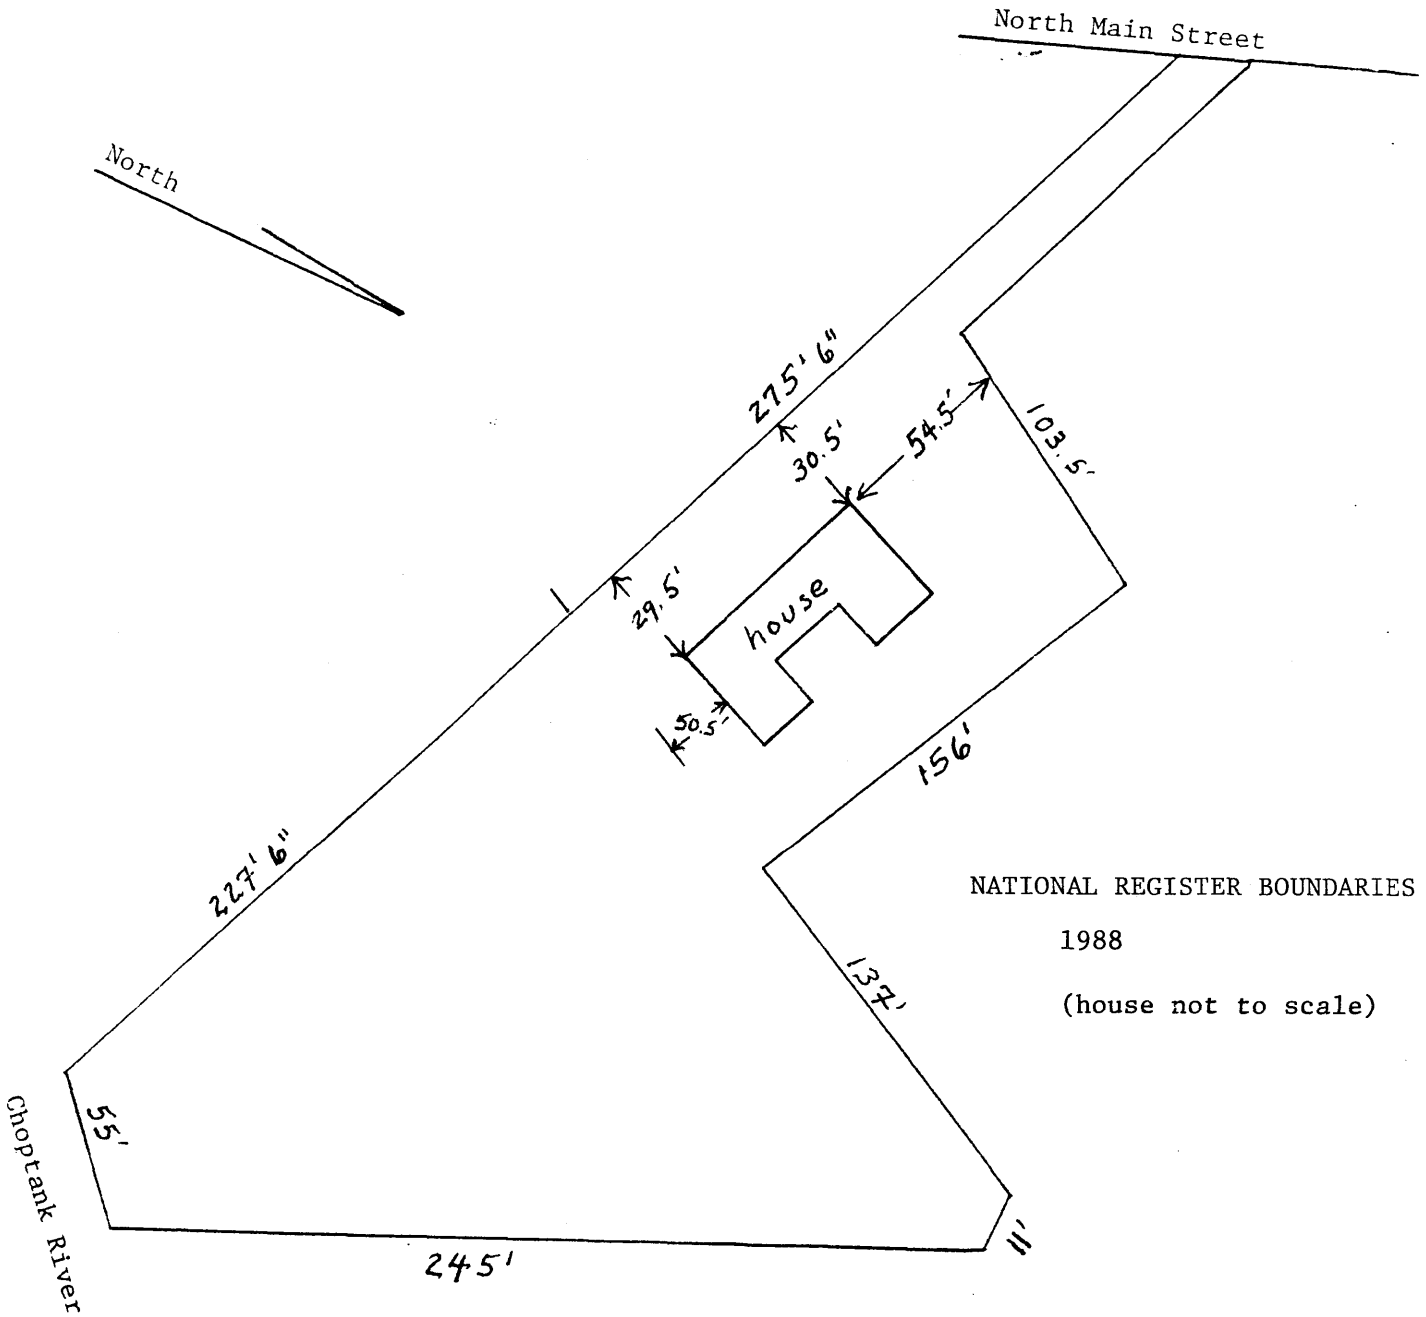 North Main Street
North
275' 6"
30.5'
54.5'
103.5'
29.5'
house
50.5'
156'
227' 6"
NATIONAL REGISTER BOUNDARIES
1988
(house not to scale)
137'
55'
Choptank River
11'
245'